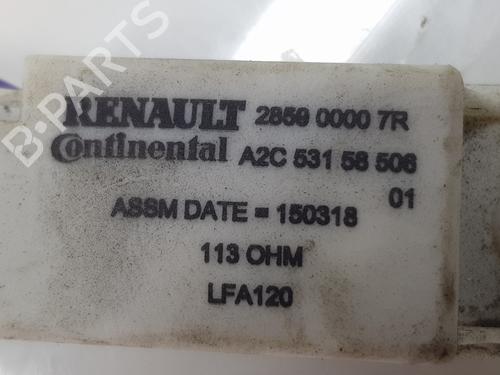 RENAULT 2859 0000 7R
Continental A2C 531 58 506
01
ASSM DATE = 150318
113 OHM
LFA120
B-PARTS